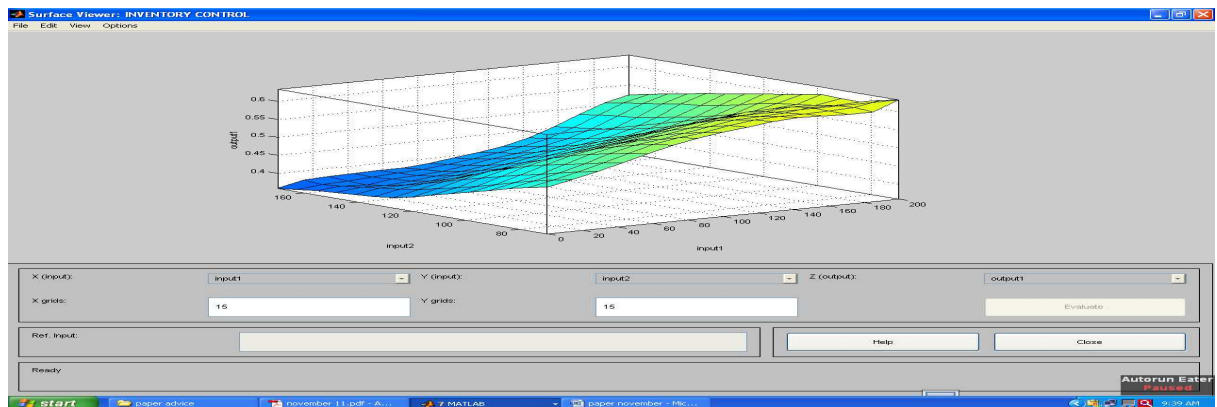 Surface Viewer: INVENTORY CONTROL
File Edit View Options
0.6
0.55
0.5
0.45
0.4
output1
160
140
120
100
80
input2
0
20
40
60
80
100
120
140
160
180
200
input1
X (input):
input1
Y (input):
input2
Z (output):
output1
X grids:
15
Y grids:
15
Evaluate
Ref. Input:
Help
Close
Ready
Autorun Eater
Paused
start
paper advice
november 11.pdf - A...
7 MATLAB
paper november - Mic...
9:39 AM